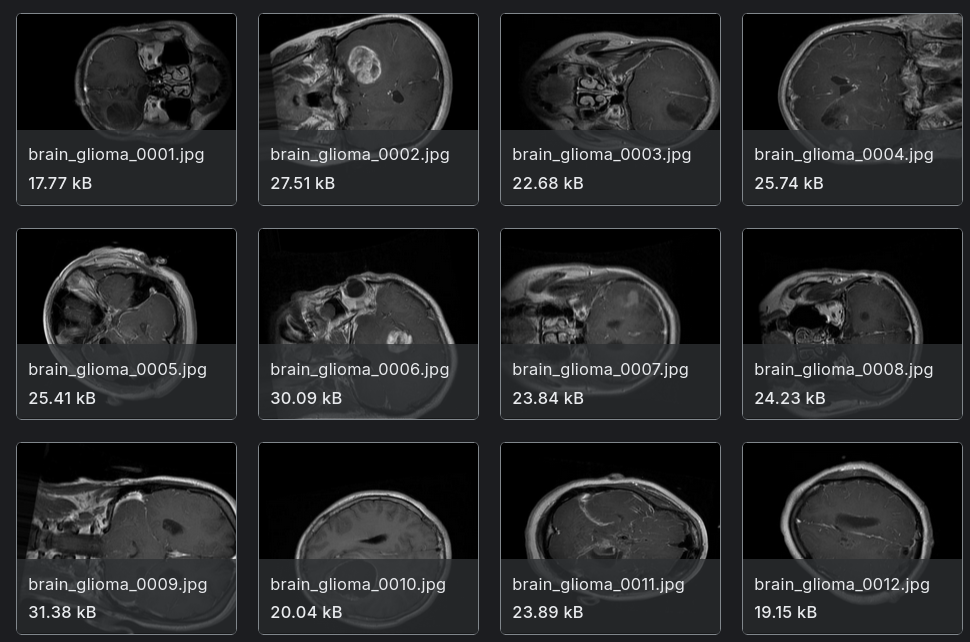 brain_glioma_0001.jpg
17.77 kB
brain_glioma_0002.jpg
27.51 kB
brain_glioma_0003.jpg
22.68 kB
brain_glioma_0004.jpg
25.74 kB
brain_glioma_0005.jpg
25.41 kB
brain_glioma_0006.jpg
30.09 kB
brain_glioma_0007.jpg
23.84 kB
brain_glioma_0008.jpg
24.23 kB
brain_glioma_0009.jpg
31.38 kB
brain_glioma_0010.jpg
20.04 kB
brain_glioma_0011.jpg
23.89 kB
brain_glioma_0012.jpg
19.15 kB